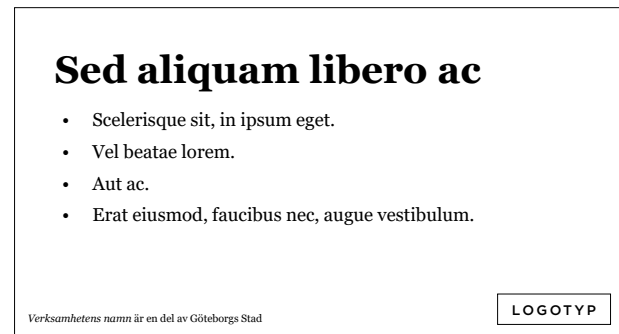 Sed aliquam libero ac
• Scelerisque sit, in ipsum eget.
• Vel beatae lorem.
• Aut ac.
• Erat eiusmod, faucibus nec, augue vestibulum.
Verksamhetens namn är en del av Göteborgs Stad
LOGOTYP